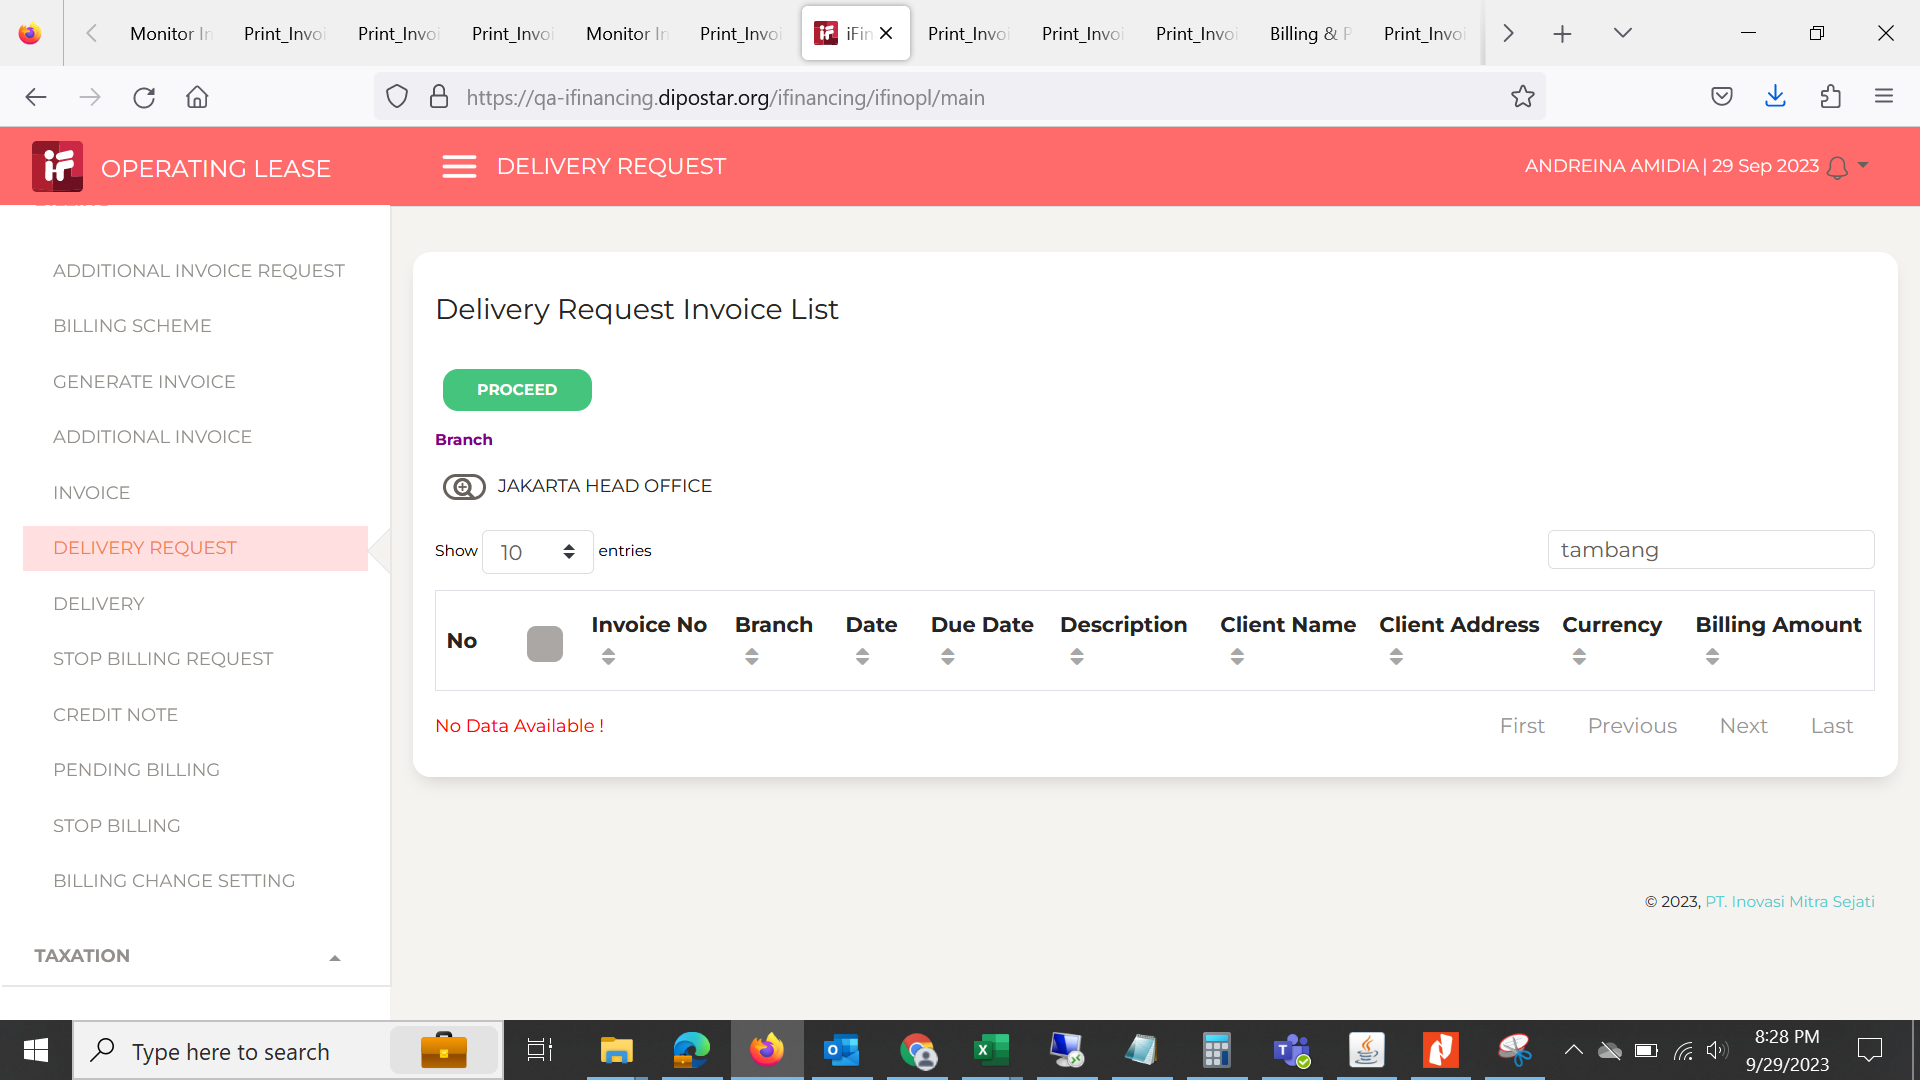 Monitor In
Print_Invoi
Print_Invoi
Print_Invoi
Monitor In
Print_Invoi
iFin
Print_Invoi
Print_Invoi
Print_Invoi
Billing & P
Print_Invoi
https://qa-ifinancing.dipostar.org/ifinancing/ifinopl/main
iF OPERATING LEASE
DELIVERY REQUEST
ANDREINA AMIDIA | 29 Sep 2023
ADDITIONAL INVOICE REQUEST
BILLING SCHEME
GENERATE INVOICE
ADDITIONAL INVOICE
INVOICE
DELIVERY REQUEST
DELIVERY
STOP BILLING REQUEST
CREDIT NOTE
PENDING BILLING
STOP BILLING
BILLING CHANGE SETTING
TAXATION
Delivery Request Invoice List
PROCEED
Branch
JAKARTA HEAD OFFICE
Show 10 entries
tambang
No Invoice No Branch Date Due Date Description Client Name Client Address Currency Billing Amount
No Data Available !
First Previous Next Last
© 2023, PT. Inovasi Mitra Sejati
Type here to search
8:28 PM
9/29/2023